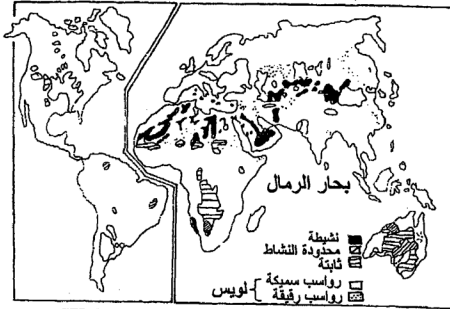 بحار الرمال
نشيطة
محدودة النشاط
ثابتة
رواسب سميكة
لويس
رواسب رقيقة